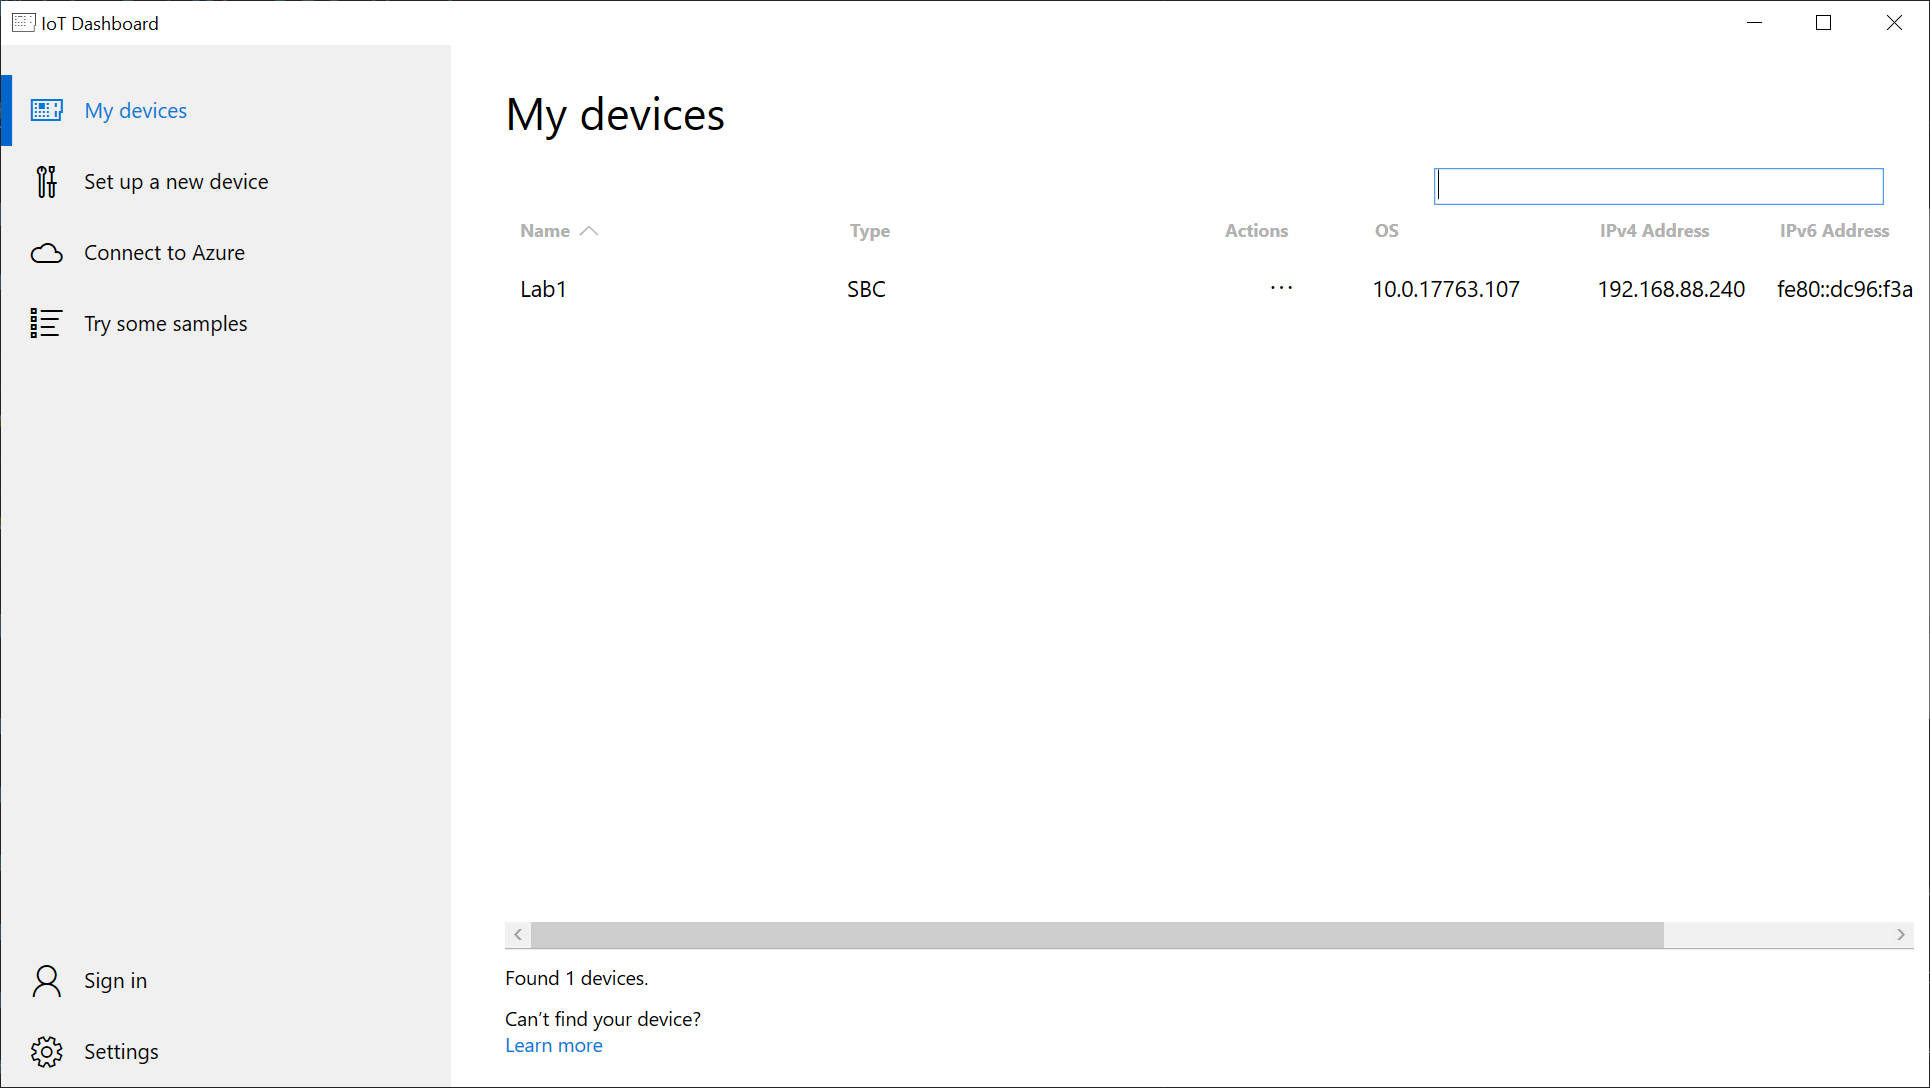 IoT Dashboard
My devices
Set up a new device
Connect to Azure
Try some samples
Sign in
Settings
My devices
Name Type Actions OS IPv4 Address IPv6 Address
Lab1 SBC ... 10.0.17763.107 192.168.88.240 fe80::dc96:f3a
Found 1 devices.
Can’t find your device?
Learn more